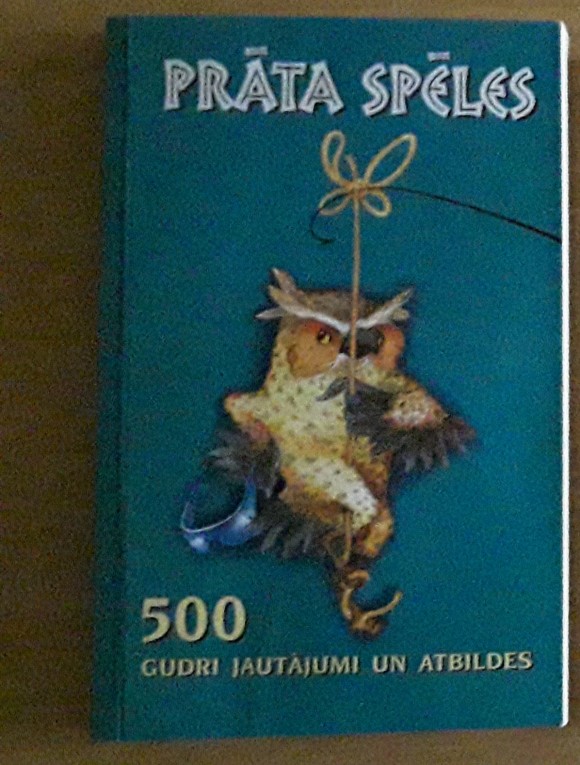 PRĀTA SPĒLES
500
GUDRI JAUTĀJUMI UN ATBILDES